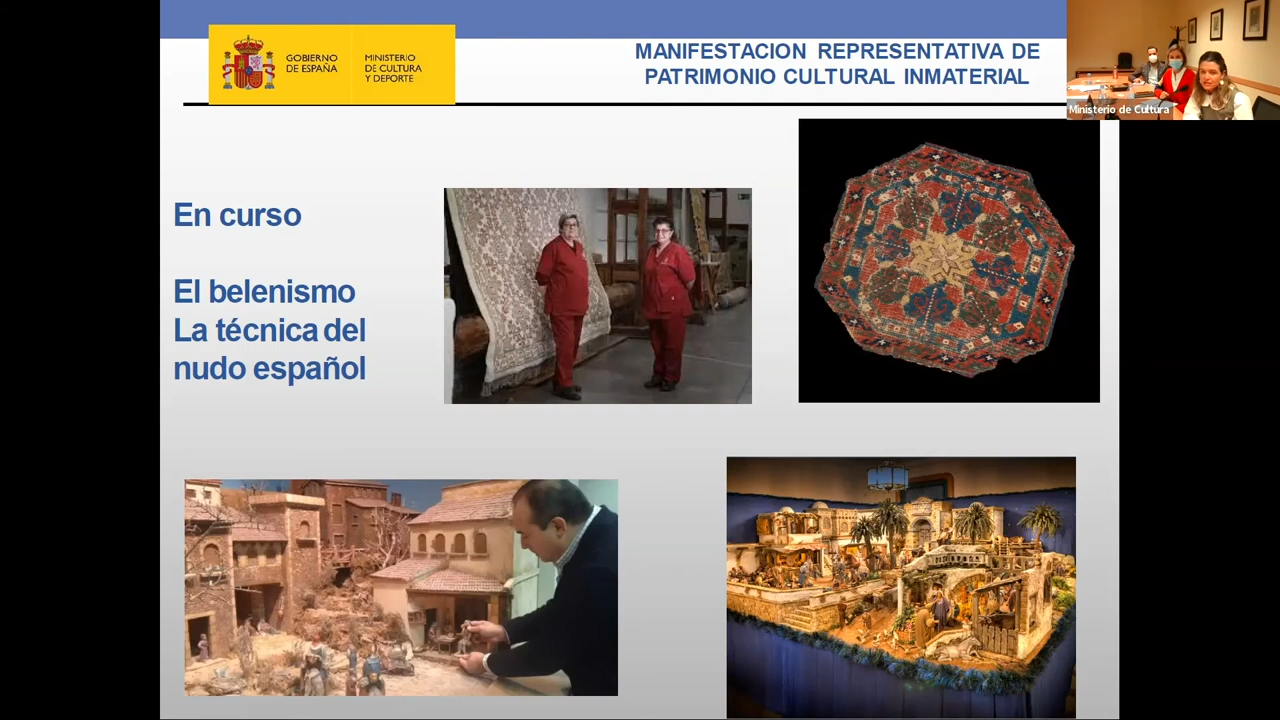 GOBIERNO
DE ESPAÑA
MINISTERIO
DE CULTURA
Y DEPORTE
MANIFESTACION REPRESENTATIVA DE
PATRIMONIO CULTURAL INMATERIAL
Ministerio de Cultura
En curso
El belenismo
La técnica del
nudo español